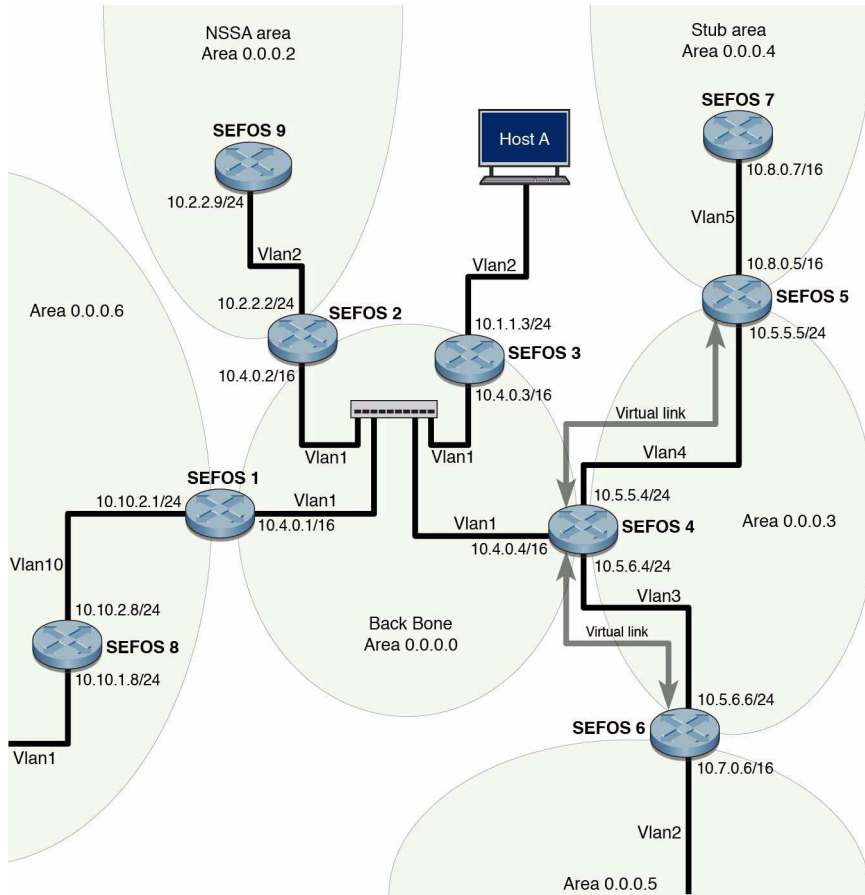 NSSA area
Area 0.0.0.2
Stub area
Area 0.0.0.4
SEFOS 9
10.2.2.9/24
Vlan2
Host A
Vlan2
SEFOS 7
10.8.0.7/16
Vlan5
10.8.0.5/16
SEFOS 5
10.5.5.5/24
Area 0.0.0.6
10.2.2.2/24
SEFOS 2
10.4.0.2/16
10.1.1.3/24
SEFOS 3
10.4.0.3/16
Vlan1
Vlan1
Virtual link
Vlan4
SEFOS 1
10.10.2.1/24
Vlan1
10.4.0.1/16
Vlan1
10.4.0.4/16
10.5.5.4/24
SEFOS 4
10.5.6.4/24
Area 0.0.0.3
Vlan10
Vlan3
10.10.2.8/24
SEFOS 8
10.10.1.8/24
Vlan1
Back Bone
Area 0.0.0.0
Virtual link
10.5.6.6/24
SEFOS 6
10.7.0.6/16
Vlan2
Area 0.0.0.5